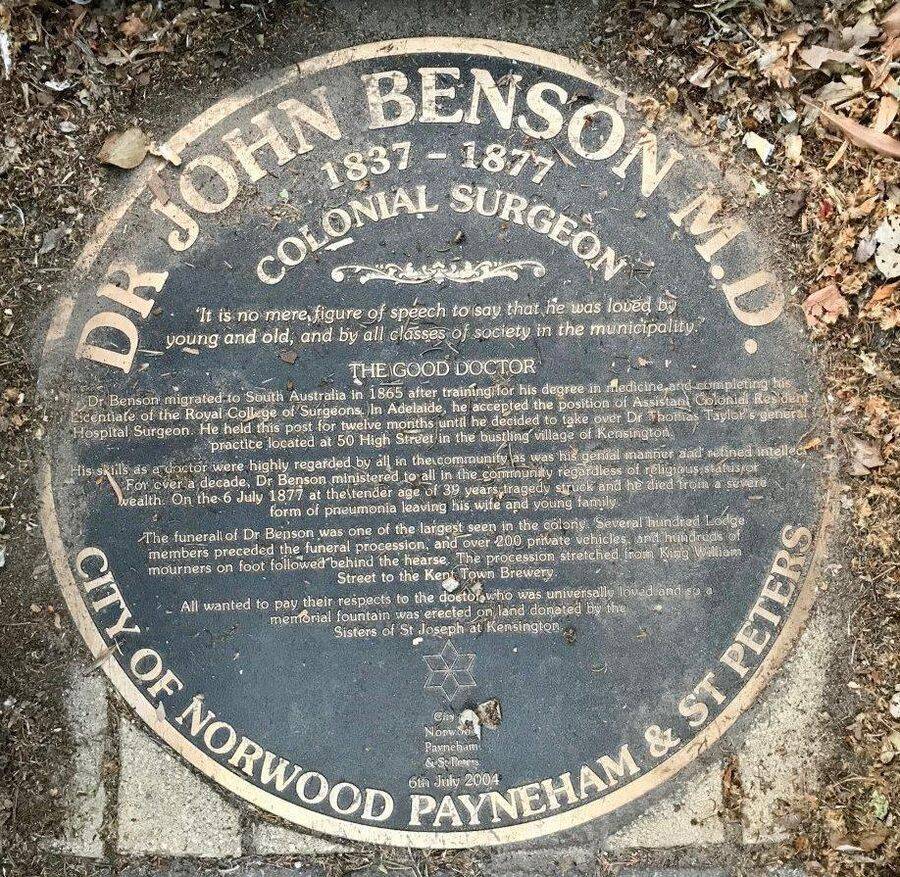 DR JOHN BENSON M.D.
1837 – 1877
COLONIAL SURGEON
'It is no mere figure of speech to say that he was loved by
young and old, and by all classes of society in the municipality.'
THE GOOD DOCTOR
Dr Benson migrated to South Australia in 1865 after training for his degree in medicine and completing his
Licentiate of the Royal College of Surgeons. In Adelaide, he accepted the position of Assistant Colonial Resident
Hospital Surgeon. He held this post for twelve months until he decided to take over Dr Thomas Taylor's general
practice located at 50 High Street in the bustling village of Kensington.
His skills as a doctor were highly regarded by all in the community as was his genial manner and refined intellect.
For over a decade, Dr Benson ministered to all in the community regardless of religious status or
wealth. On the 6 July 1877 at the tender age of 39 years, tragedy struck and he died from a severe
form of pneumonia leaving his wife and young family.
The funeral of Dr Benson was one of the largest seen in the colony. Several hundred Lodge
members preceded the funeral procession, and over 200 private vehicles, and hundreds of
mourners on foot followed behind the hearse. The procession stretched from King William
Street to the Kent Town Brewery.
All wanted to pay their respects to the doctor who was universally loved and so a
memorial fountain was erected on land donated by the
Sisters of St Joseph at Kensington.
City
Norwood
Payneham
& St Peters
6th July 2004
CITY OF NORWOOD PAYNEHAM & ST PETERS